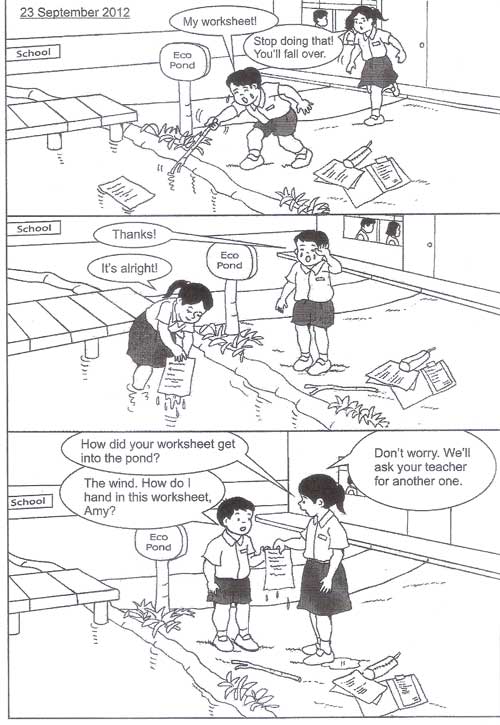 23 September 2012
My worksheet!
Stop doing that!
You'll fall over.
School
Eco
Pond
School
Thanks!
It's alright!
Eco
Pond
How did your worksheet get
into the pond?
Don't worry. We'll
ask your teacher
for another one.
The wind. How do I
hand in this worksheet,
Amy?
School
Eco
Pond